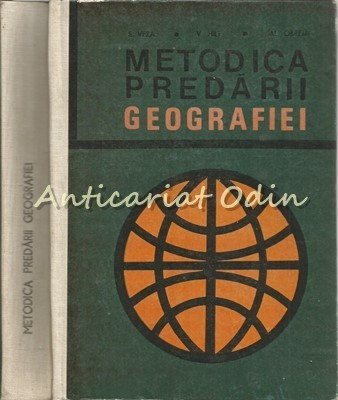 METODICA
PREDĂRII
GEOGRAFIEI
Anticariat Odin
METODICA PREDĂRII GEOGRAFIEI